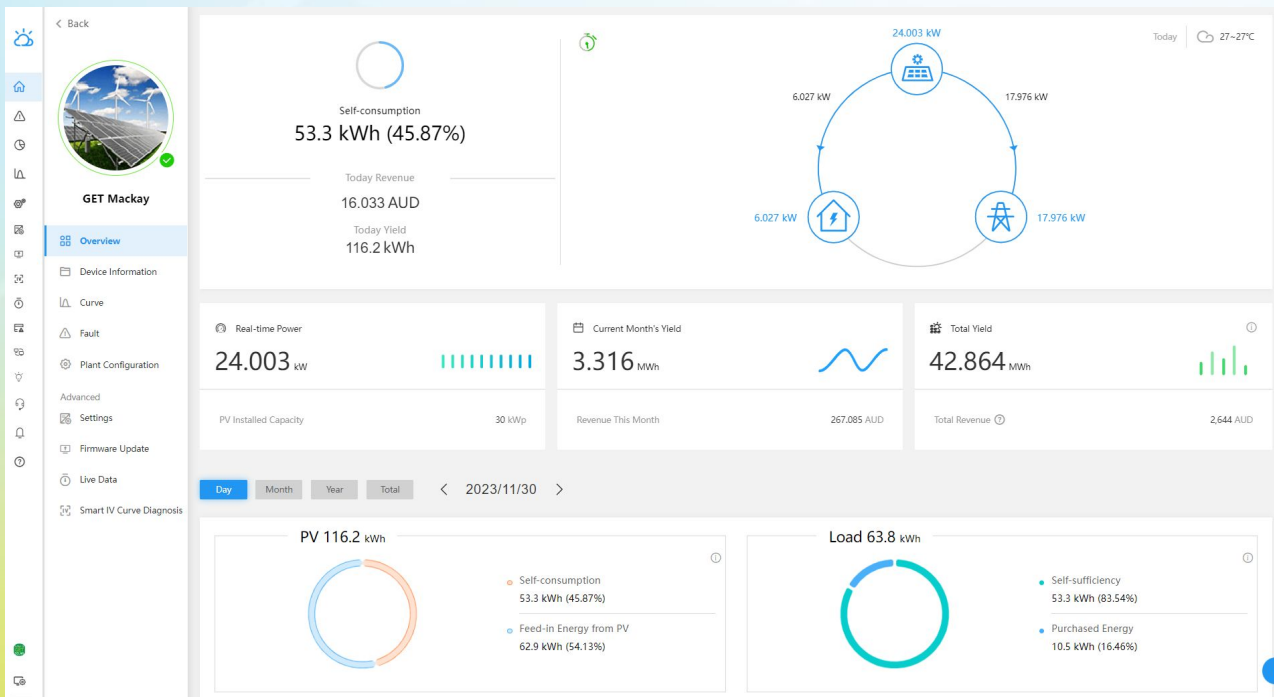 Back
GET Mackay
Overview
Device Information
Curve
Fault
Plant Configuration
Advanced
Settings
Firmware Update
Live Data
Smart IV Curve Diagnosis
Self-consumption
53.3 kWh (45.87%)
Today Revenue
16.033 AUD
Today Yield
116.2 kWh
24.003 kW
Today
27~27°C
6.027 kW
17.976 kW
6.027 kW
17.976 kW
Real-time Power
24.003 kW
PV Installed Capacity
30 kWp
Current Month's Yield
3.316 MWh
Revenue This Month
267.085 AUD
Total Yield
42.864 MWh
Total Revenue
2,644 AUD
Day
Month
Year
Total
2023/11/30
PV 116.2 kWh
Self-consumption
53.3 kWh (45.87%)
Feed-in Energy from PV
62.9 kWh (54.13%)
Load 63.8 kWh
Self-sufficiency
53.3 kWh (83.54%)
Purchased Energy
10.5 kWh (16.46%)